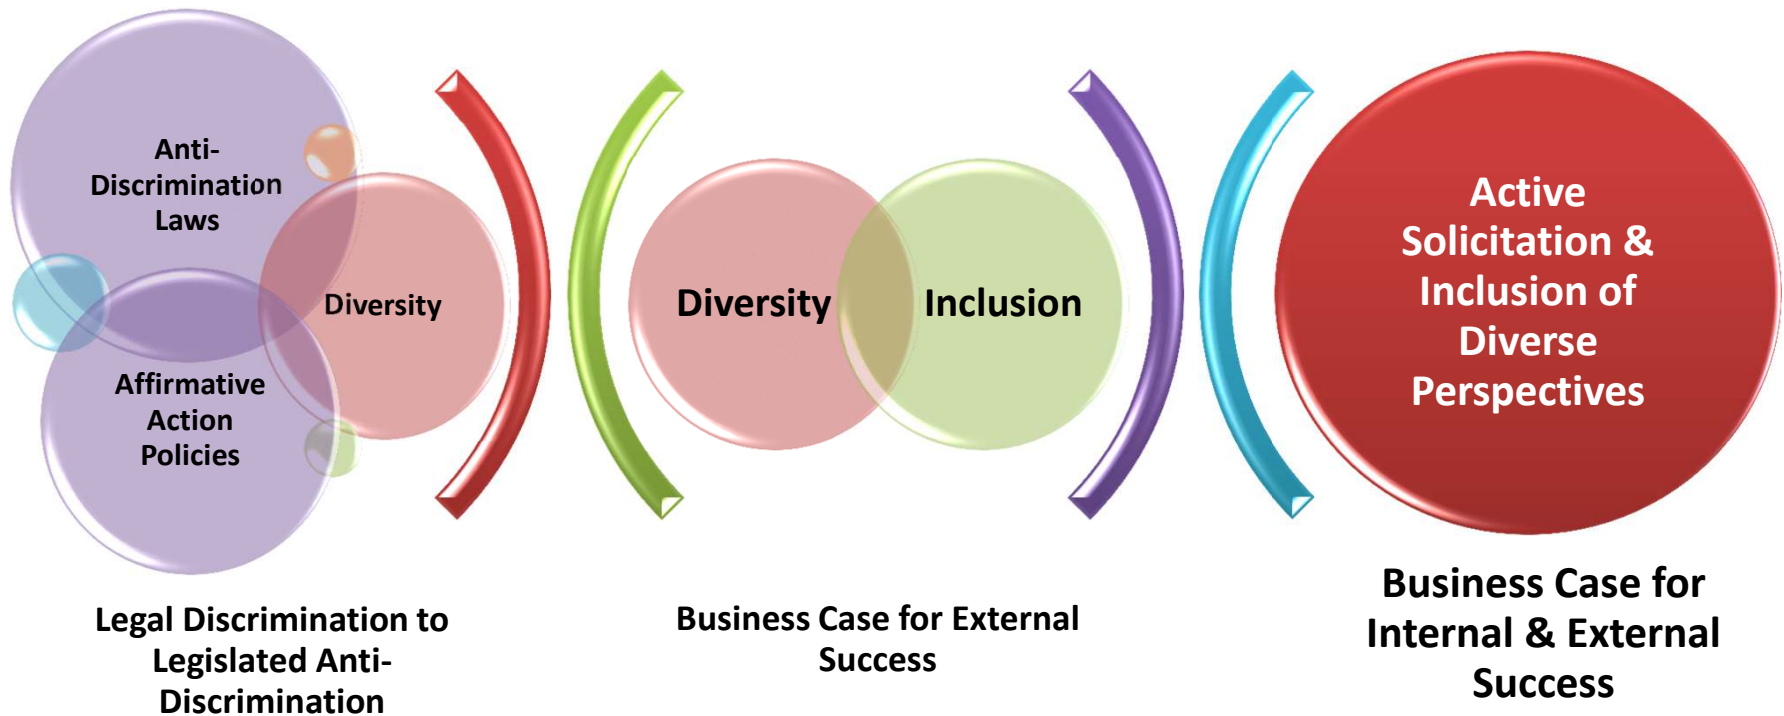 Anti-
Discrimination
Laws
Diversity
Affirmative
Action
Policies
Legal Discrimination to
Legislated Anti-
Discrimination
Diversity
Inclusion
Business Case for External
Success
Active
Solicitation &
Inclusion of
Diverse
Perspectives
Business Case for
Internal & External
Success